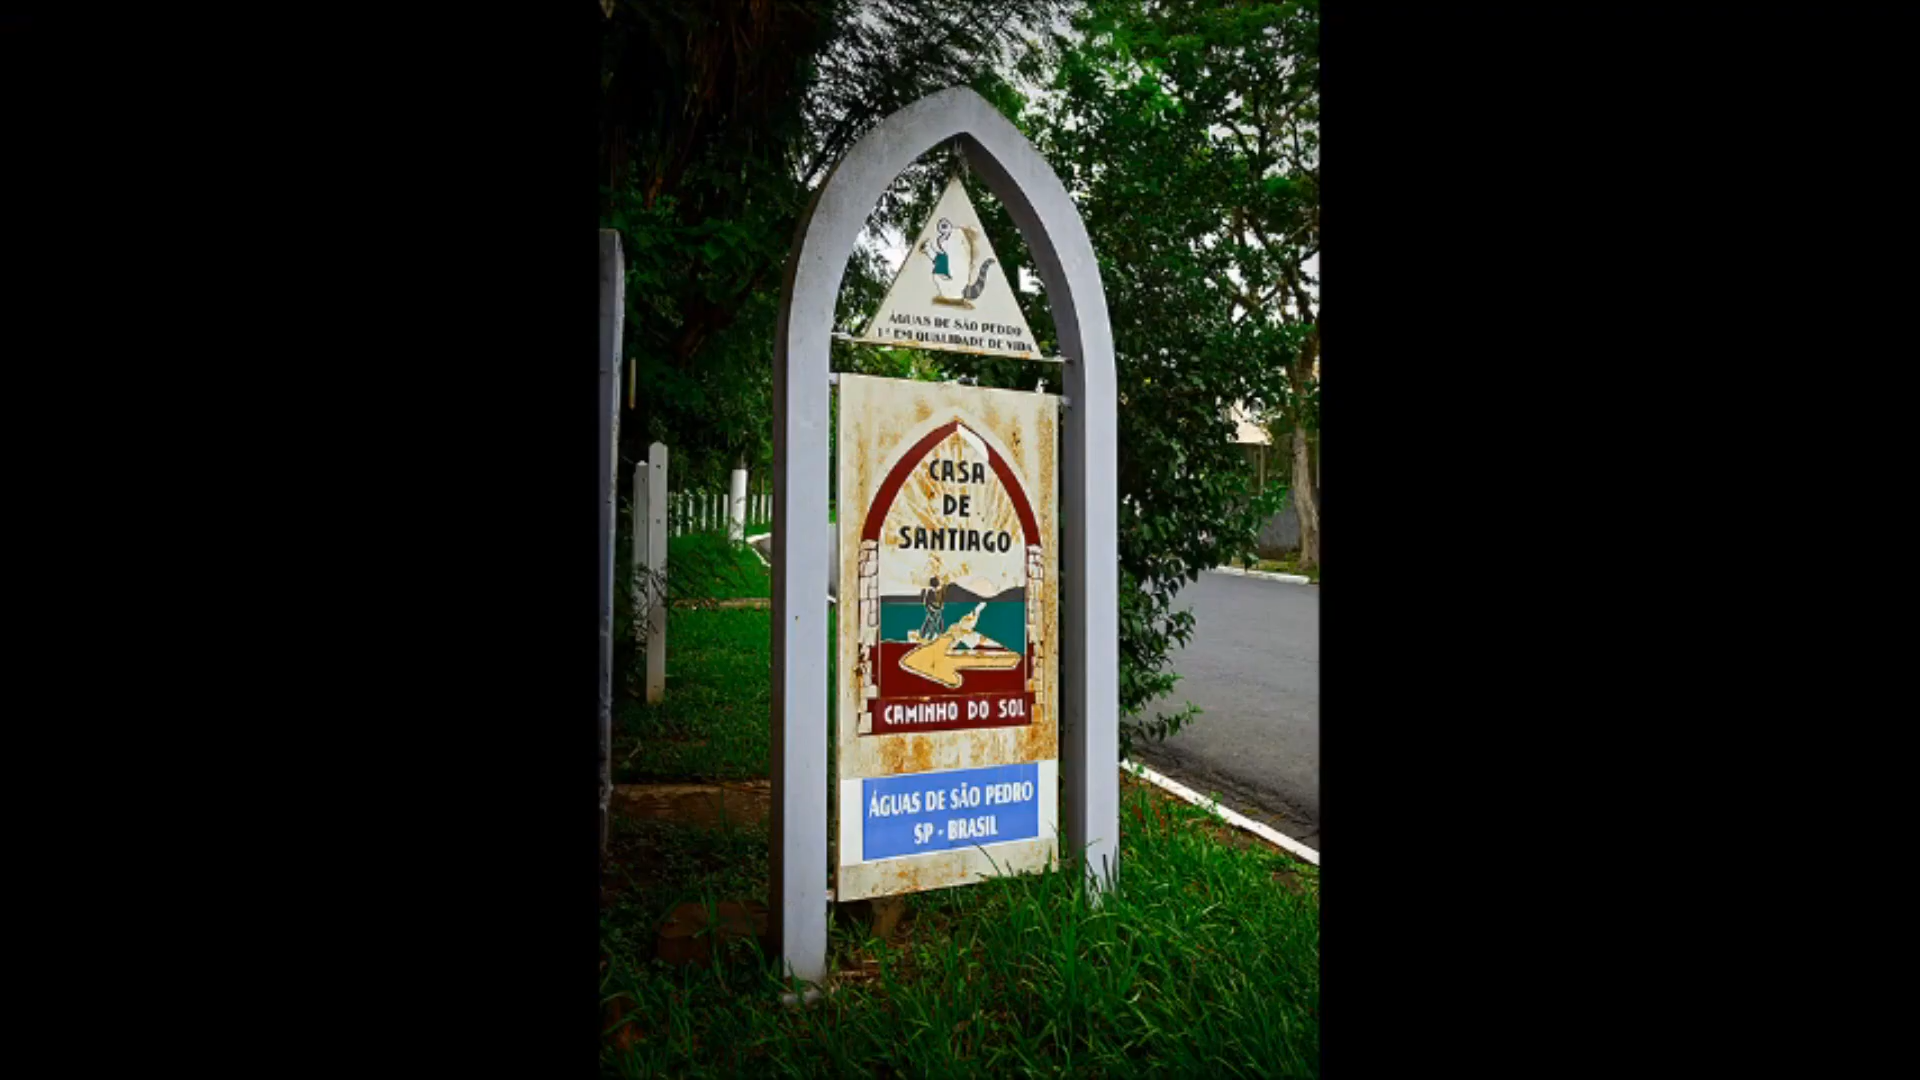 ÁGUAS DE SÃO PEDRO
1ª EM QUALIDADE DE VIDA
CASA
DE
SANTIAGO
CAMINHO DO SOL
ÁGUAS DE SÃO PEDRO
SP - BRASIL